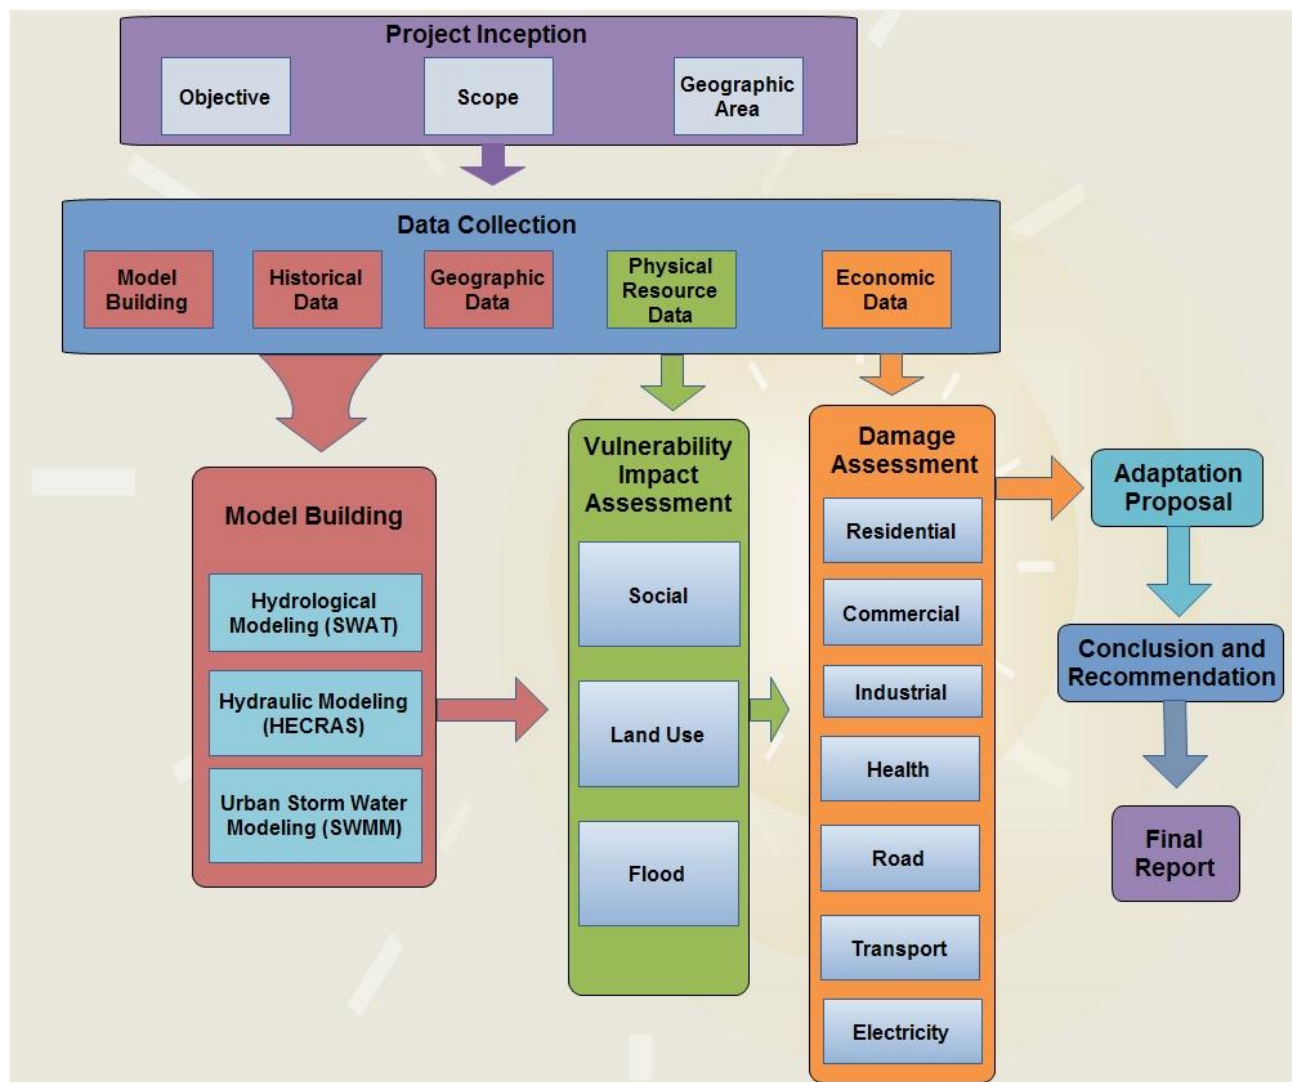 Project Inception
Objective
Scope
Geographic
Area
Data Collection
Model
Building
Historical
Data
Geographic
Data
Physical
Resource
Data
Economic
Data
Model Building
Hydrological
Modeling (SWAT)
Hydraulic Modeling
(HECRAS)
Urban Storm Water
Modeling (SWMM)
Vulnerability
Impact
Assessment
Social
Land Use
Flood
Damage
Assessment
Residential
Commercial
Industrial
Health
Road
Transport
Electricity
Adaptation
Proposal
Conclusion and
Recommendation
Final
Report